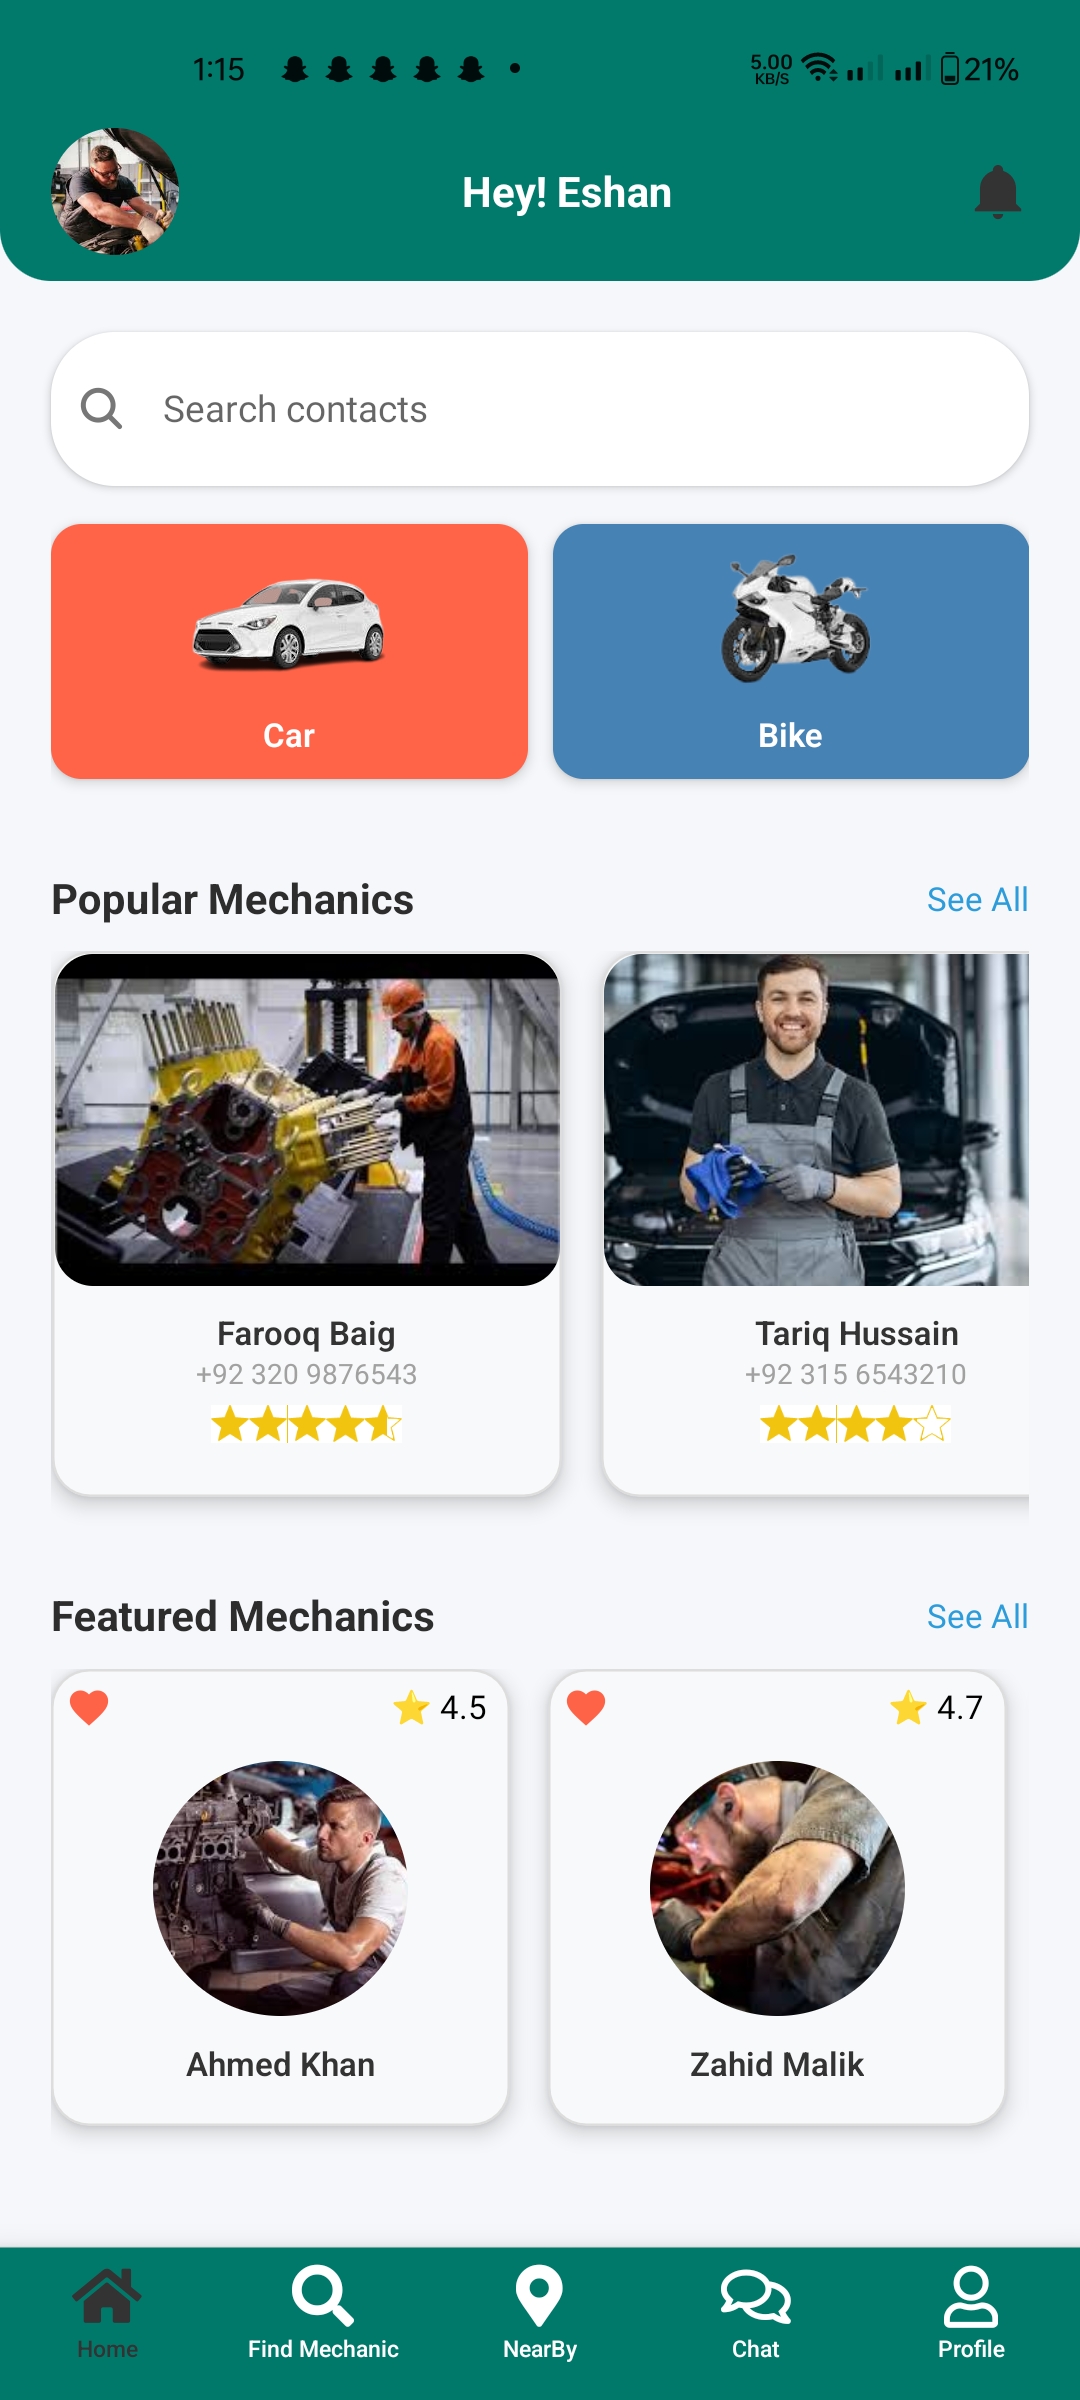 1:15
5.00
KB/S
21%
Hey! Eshan
Search contacts
Car
Bike
Popular Mechanics
See All
Farooq Baig
+92 320 9876543
Tariq Hussain
+92 315 6543210
Featured Mechanics
See All
4.5
4.7
Ahmed Khan
Zahid Malik
Home
Find Mechanic
NearBy
Chat
Profile